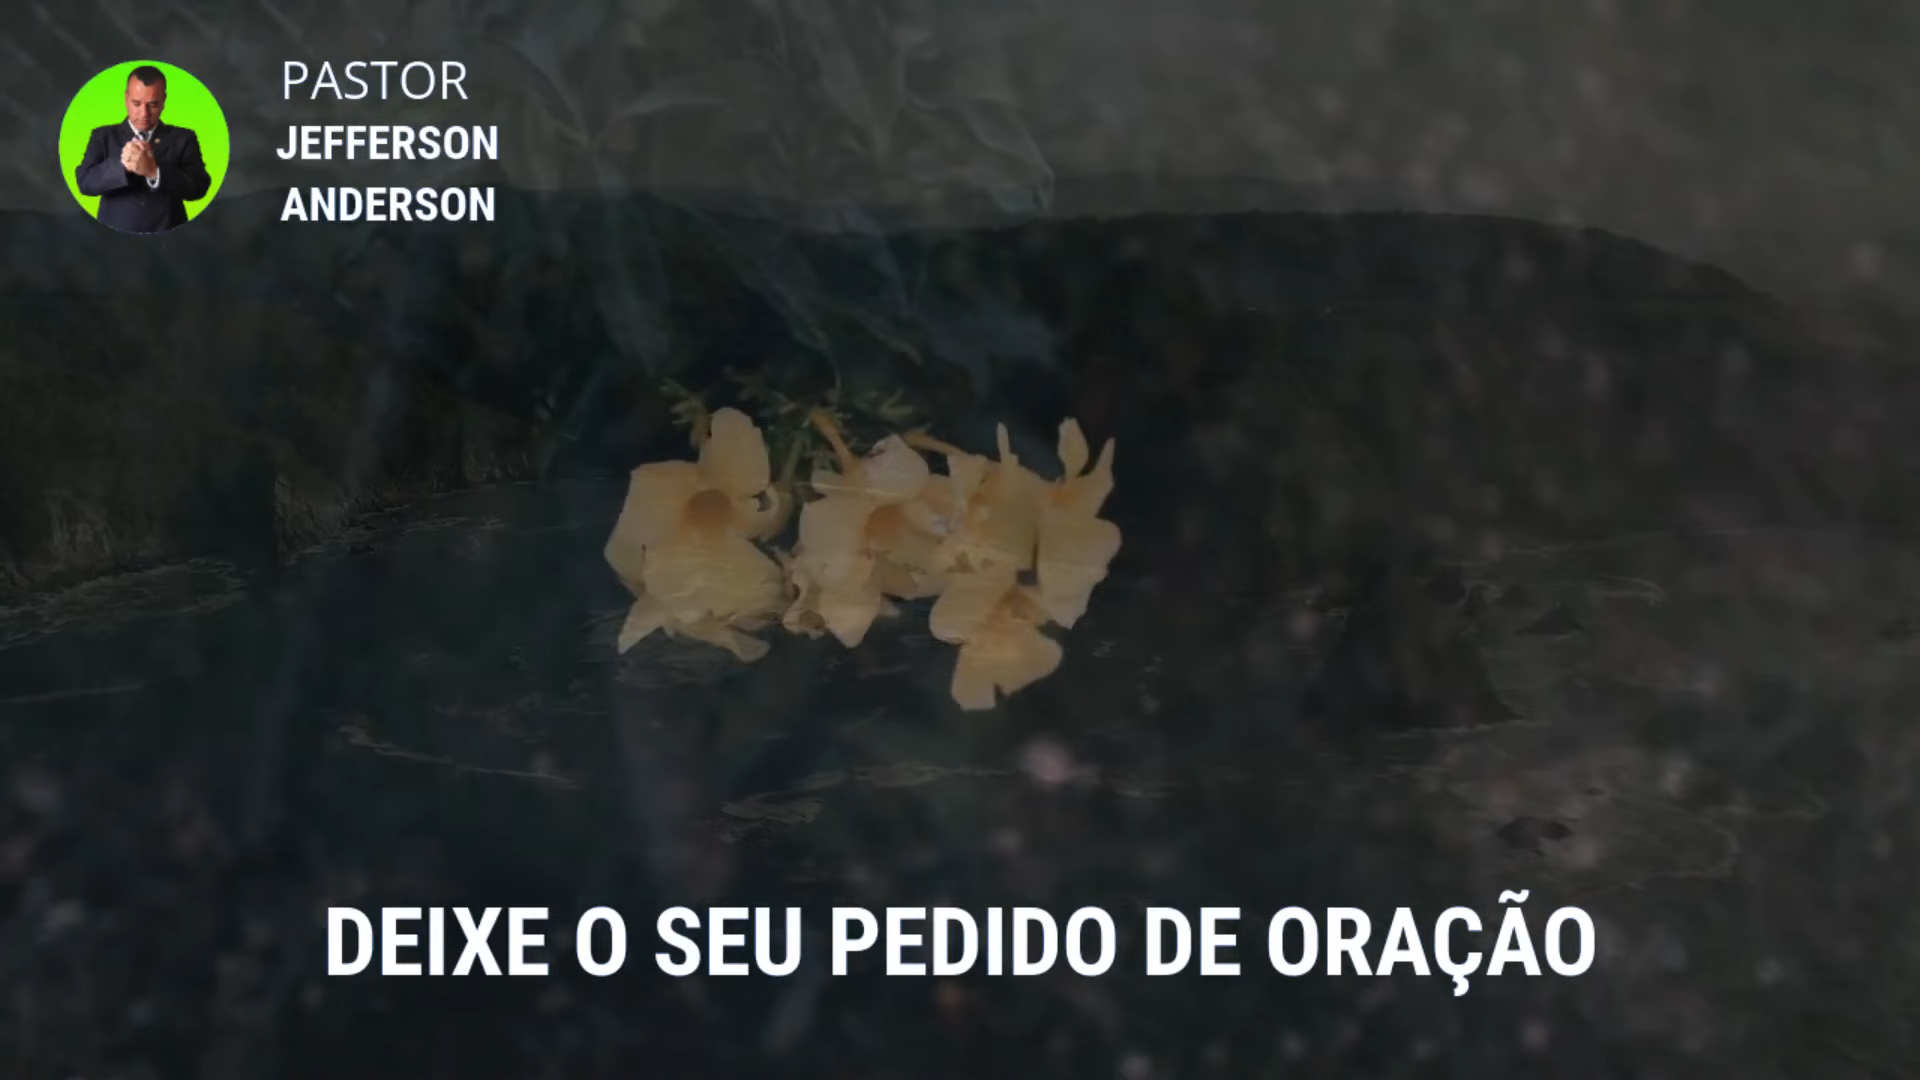 PASTOR
JEFFERSON
ANDERSON
DEIXE O SEU PEDIDO DE ORAÇÃO